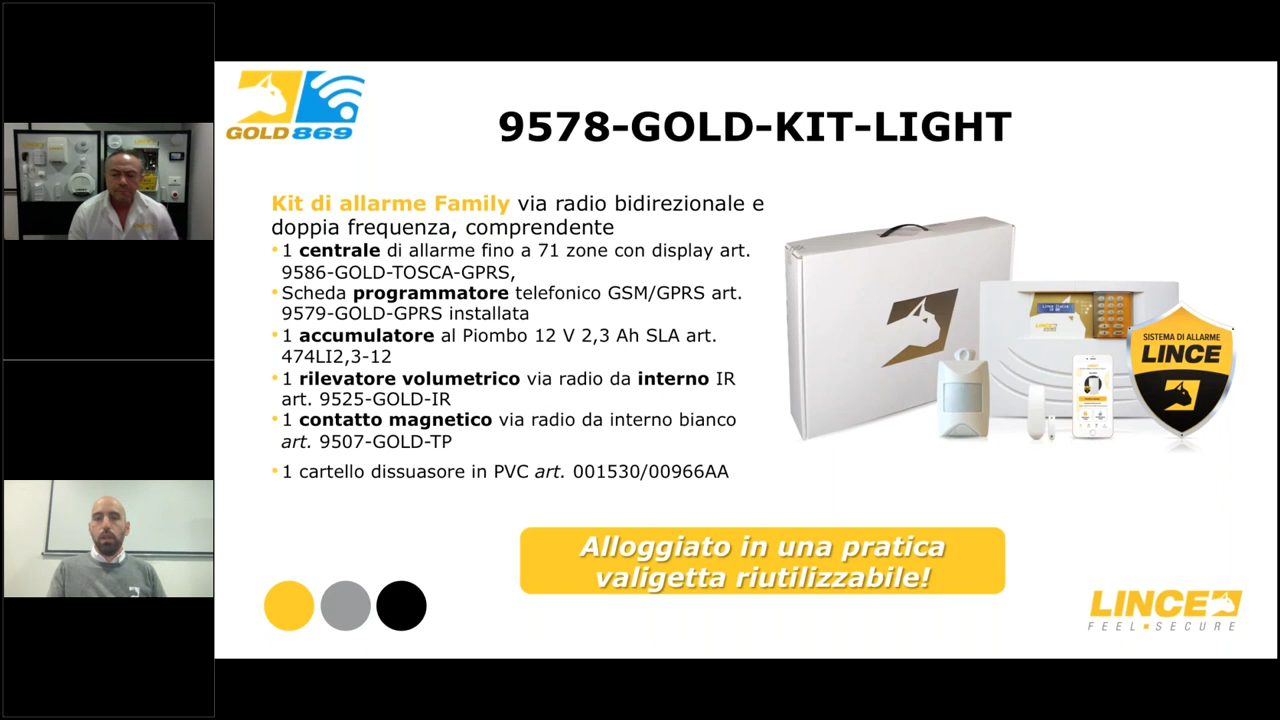 GOLD 869
9578-GOLD-KIT-LIGHT
Kit di allarme Family via radio bidirezionale e
doppia frequenza, comprendente
•1 centrale di allarme fino a 71 zone con display art.
9586-GOLD-TOSCA-GPRS,
•Scheda programmatore telefonico GSM/GPRS art.
9579-GOLD-GPRS installata
•1 accumulatore al Piombo 12 V 2,3 Ah SLA art.
474LI2,3-12
•1 rilevatore volumetrico via radio da interno IR
art. 9525-GOLD-IR
•1 contatto magnetico via radio da interno bianco
art. 9507-GOLD-TP
•1 cartello dissuasore in PVC art. 001530/00966AA
SISTEMA DI ALLARME
LINCE
Alloggiato in una pratica
valigetta riutilizzabile!
LINCE
FEEL SECURE